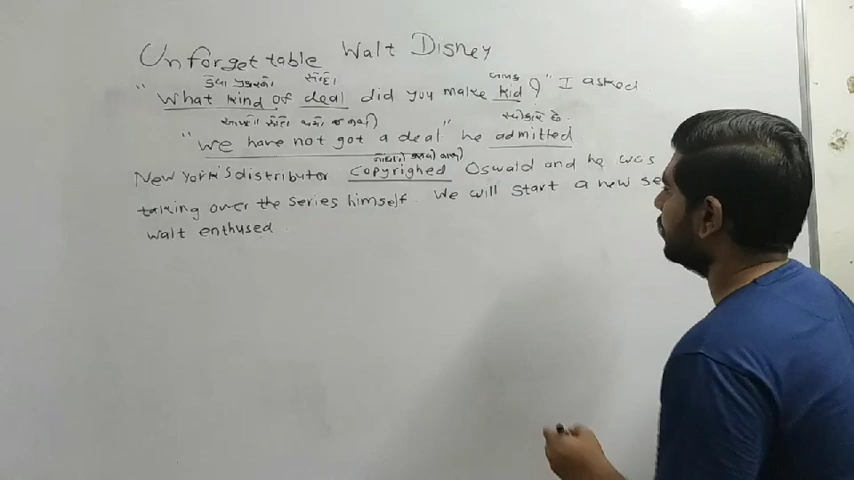 Unforgettable Walt Disney
સોદો
"What kind of deal did you make kid?" I asked
"We have not got a deal" he admitted
New York's distributor copyrighed Oswald and he was
taking over the series himself. We will start a new se
walt enthused